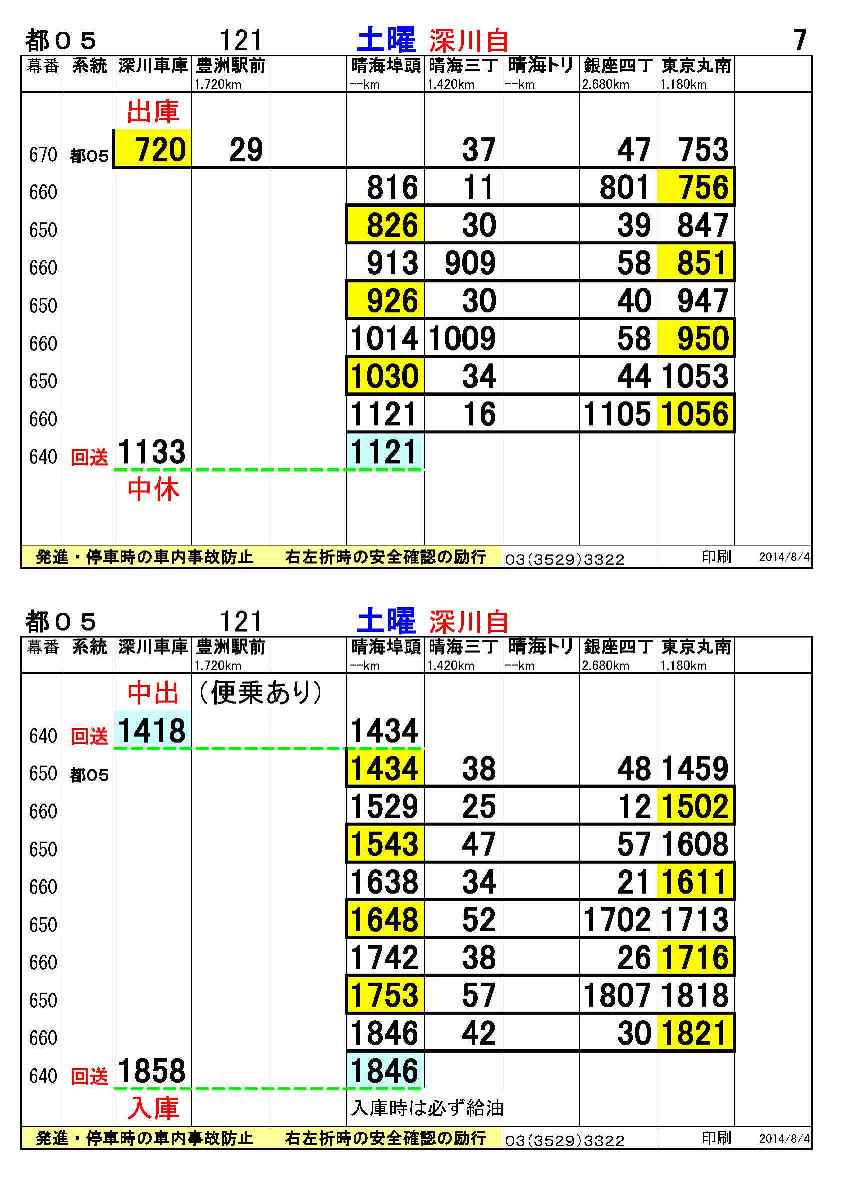 都０５ 121 土曜 深川自 7
幕番 系統 深川車庫 豊洲駅前 晴海埠頭 晴海三丁 晴海トリ 銀座四丁 東京丸南
1.720km --km 1.420km --km 2.680km 1.180km
出庫
670 都05 720 29 37 47 753
660 816 11 801 756
650 826 30 39 847
660 913 909 58 851
650 926 30 40 947
660 1014 1009 58 950
650 1030 34 44 1053
660 1121 16 1105 1056
640 回送 1133 1121
中休
発進・停車時の車内事故防止 右左折時の安全確認の励行 03(3529)3322 印刷 2014/8/4
都０５ 121 土曜 深川自
幕番 系統 深川車庫 豊洲駅前 晴海埠頭 晴海三丁 晴海トリ 銀座四丁 東京丸南
1.720km --km 1.420km --km 2.680km 1.180km
中出 （便乗あり）
640 回送 1418 1434
650 都05 1434 38 48 1459
660 1529 25 12 1502
650 1543 47 57 1608
660 1638 34 21 1611
650 1648 52 1702 1713
660 1742 38 26 1716
650 1753 57 1807 1818
660 1846 42 30 1821
640 回送 1858 1846
入庫 入庫時は必ず給油
発進・停車時の車内事故防止 右左折時の安全確認の励行 03(3529)3322 印刷 2014/8/4